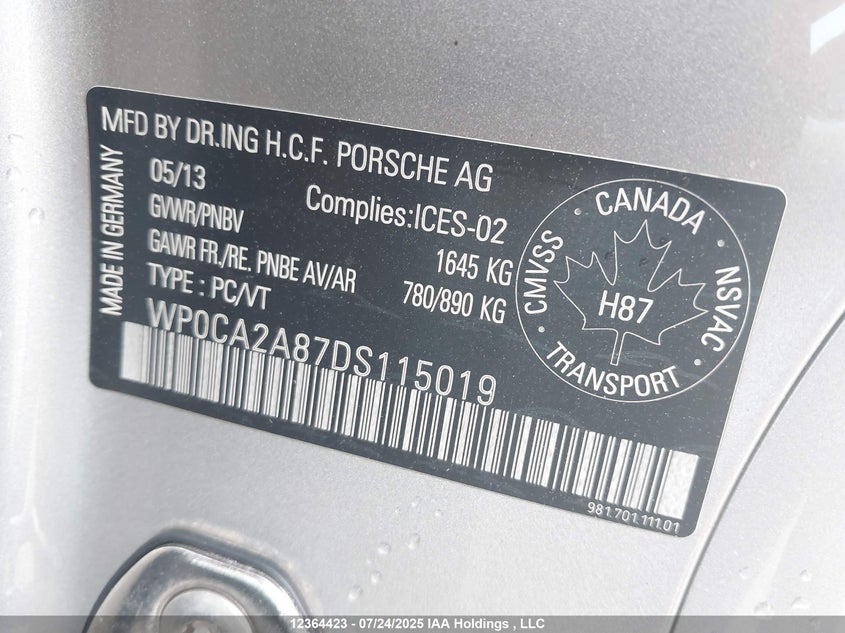 MFD BY DR.ING H.C.F. PORSCHE AG
MADE IN GERMANY
05/13
Complies:ICES-02
GVWR/PNBV 1645 KG
GAWR FR./RE. PNBE AV/AR 780/890 KG
TYPE : PC/VT
WP0CA2A87DS115019
CANADA
CMVSS
NSVAC
H87
TRANSPORT
981.701.111.01
12364423 - 07/24/2025 IAA Holdings , LLC